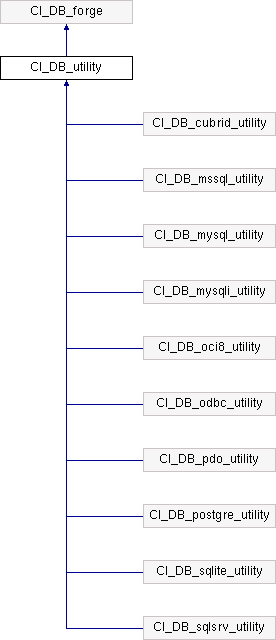 CI_DB_forge
CI_DB_utility
CI_DB_cubrid_utility
CI_DB_mssql_utility
CI_DB_mysql_utility
CI_DB_mysqli_utility
CI_DB_oci8_utility
CI_DB_odbc_utility
CI_DB_pdo_utility
CI_DB_postgre_utility
CI_DB_sqlite_utility
CI_DB_sqlsrv_utility